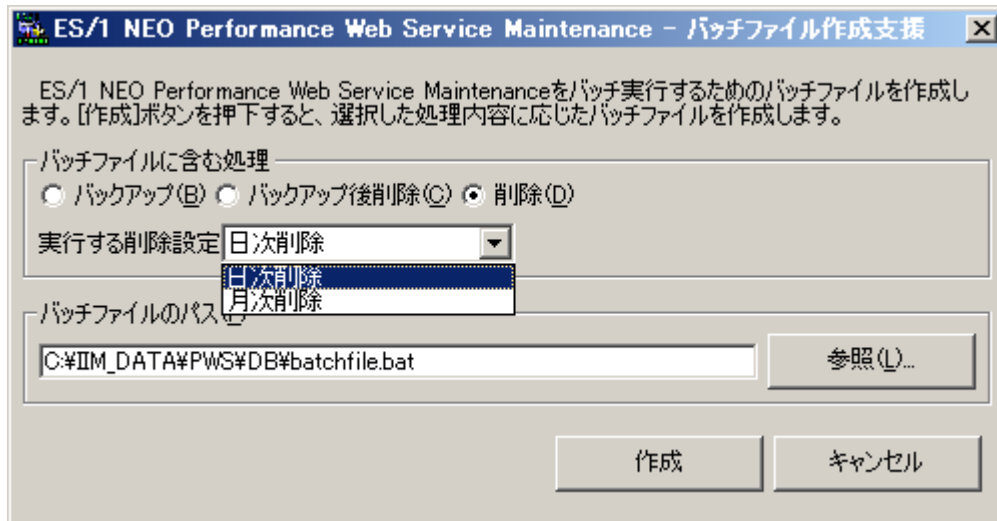 ES/1 NEO Performance Web Service Maintenance - バッチファイル作成支援
ES/1 NEO Performance Web Service Maintenanceをバッチ実行するためのバッチファイルを作成し
ます。[作成]ボタンを押下すると、選択した処理内容に応じたバッチファイルを作成します。
バッチファイルに含む処理
バックアップ(B) バックアップ後削除(C) 削除(D)
実行する削除設定 日次削除
日次削除
月次削除
バッチファイルのパス
C:¥IIM_DATA¥PWS¥DB¥batchfile.bat
参照(L)...
作成 キャンセル